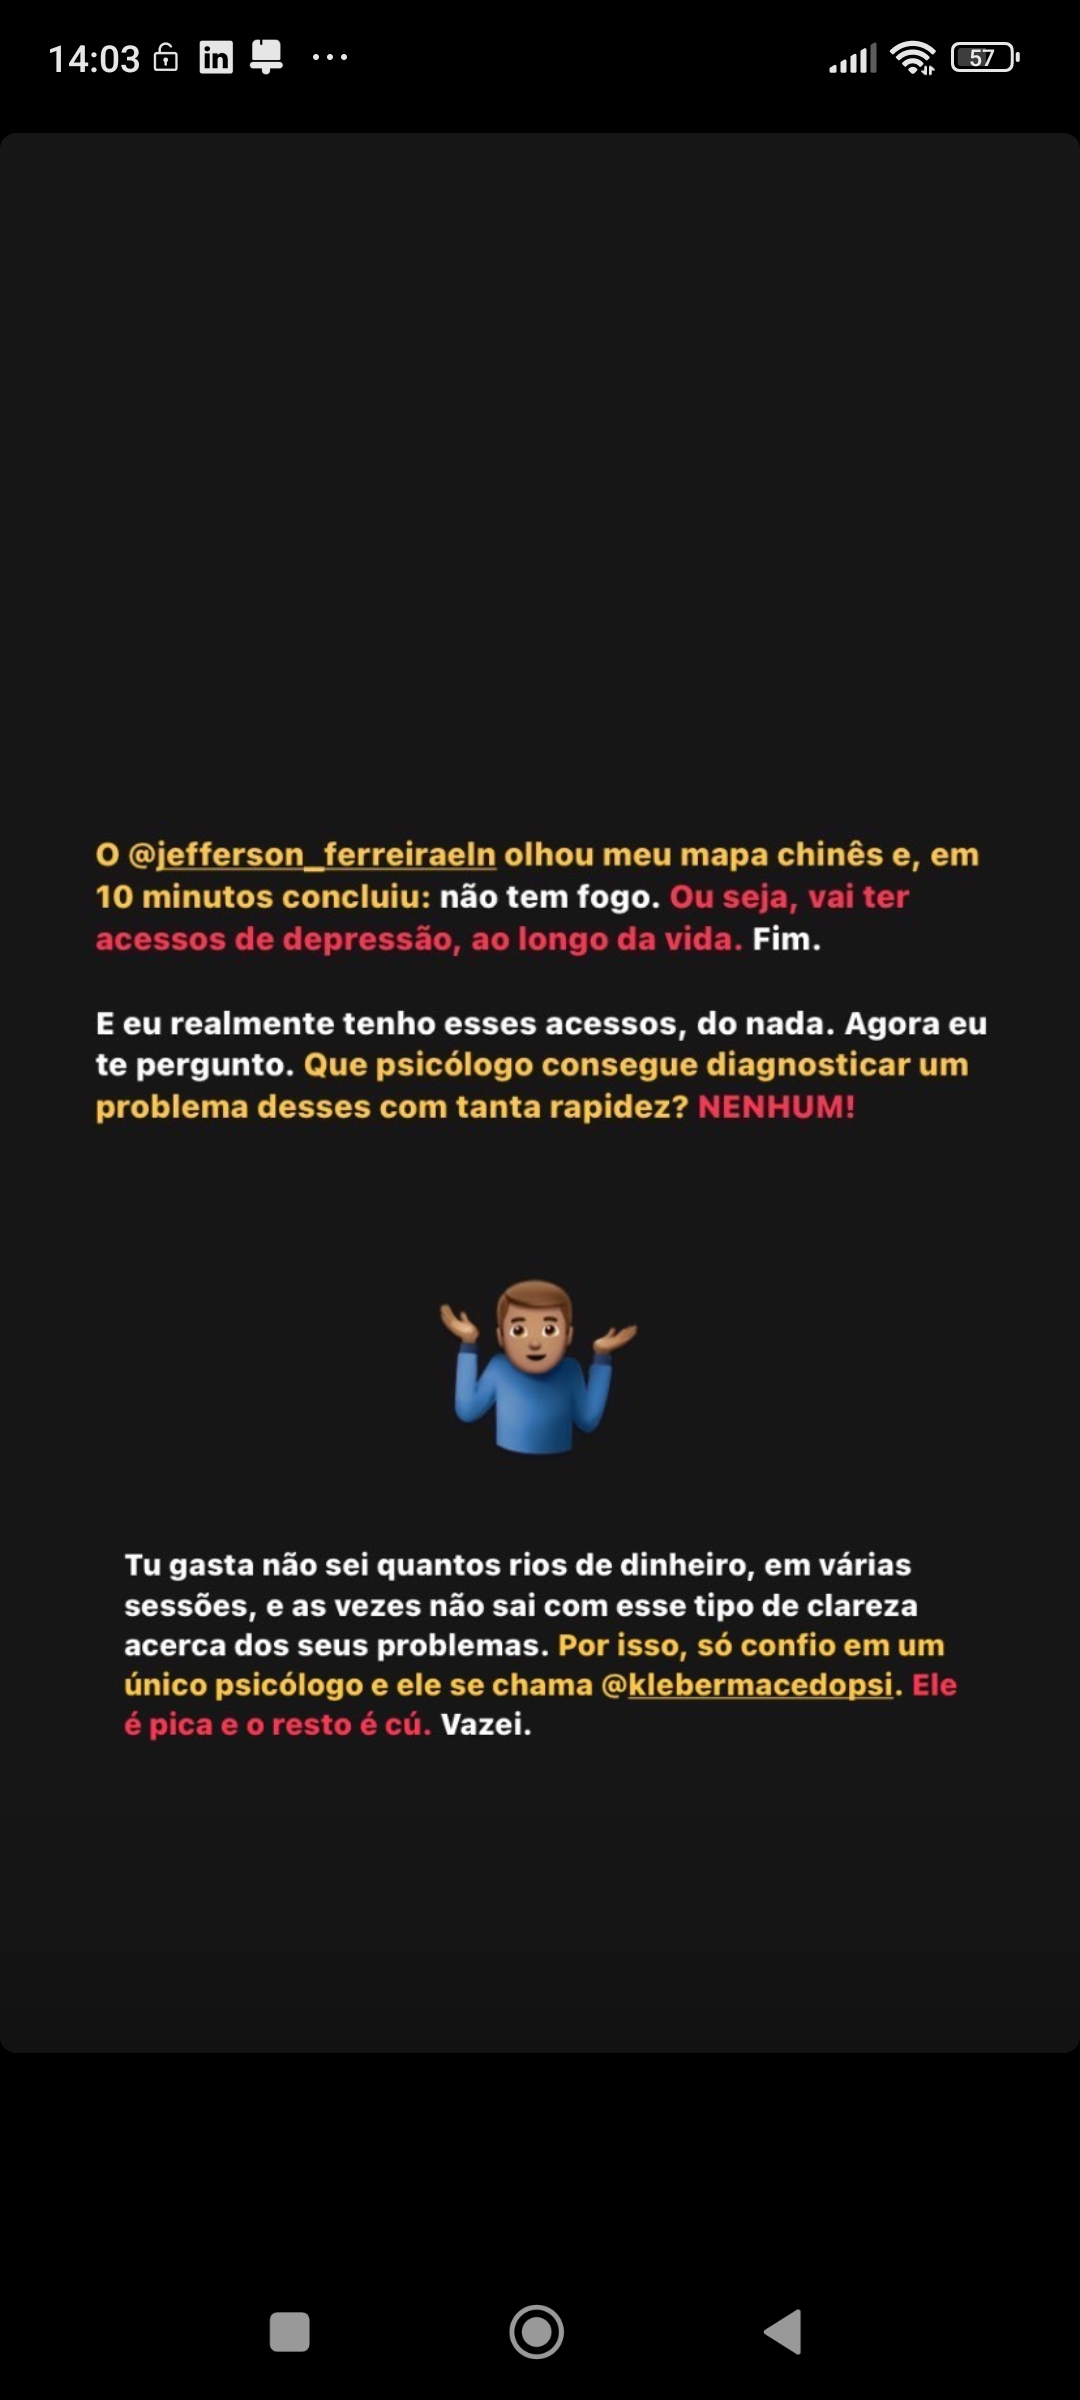 14:03
57
O @jefferson_ferreiraeln olhou meu mapa chinês e, em
10 minutos concluiu: não tem fogo. Ou seja, vai ter
acessos de depressão, ao longo da vida. Fim.
E eu realmente tenho esses acessos, do nada. Agora eu
te pergunto. Que psicólogo consegue diagnosticar um
problema desses com tanta rapidez? NENHUM!
Tu gasta não sei quantos rios de dinheiro, em várias
sessões, e as vezes não sai com esse tipo de clareza
acerca dos seus problemas. Por isso, só confio em um
único psicólogo e ele se chama @klebermacedopsi. Ele
é pica e o resto é cú. Vazei.